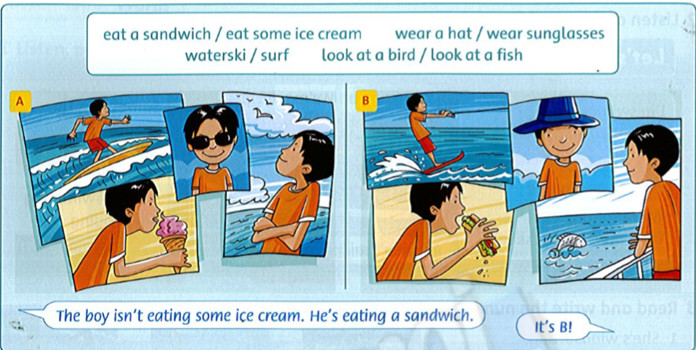 eat a sandwich / eat some ice cream wear a hat / wear sunglasses
waterski / surf look at a bird / look at a fish
A
B
The boy isn't eating some ice cream. He's eating a sandwich.
It's B!